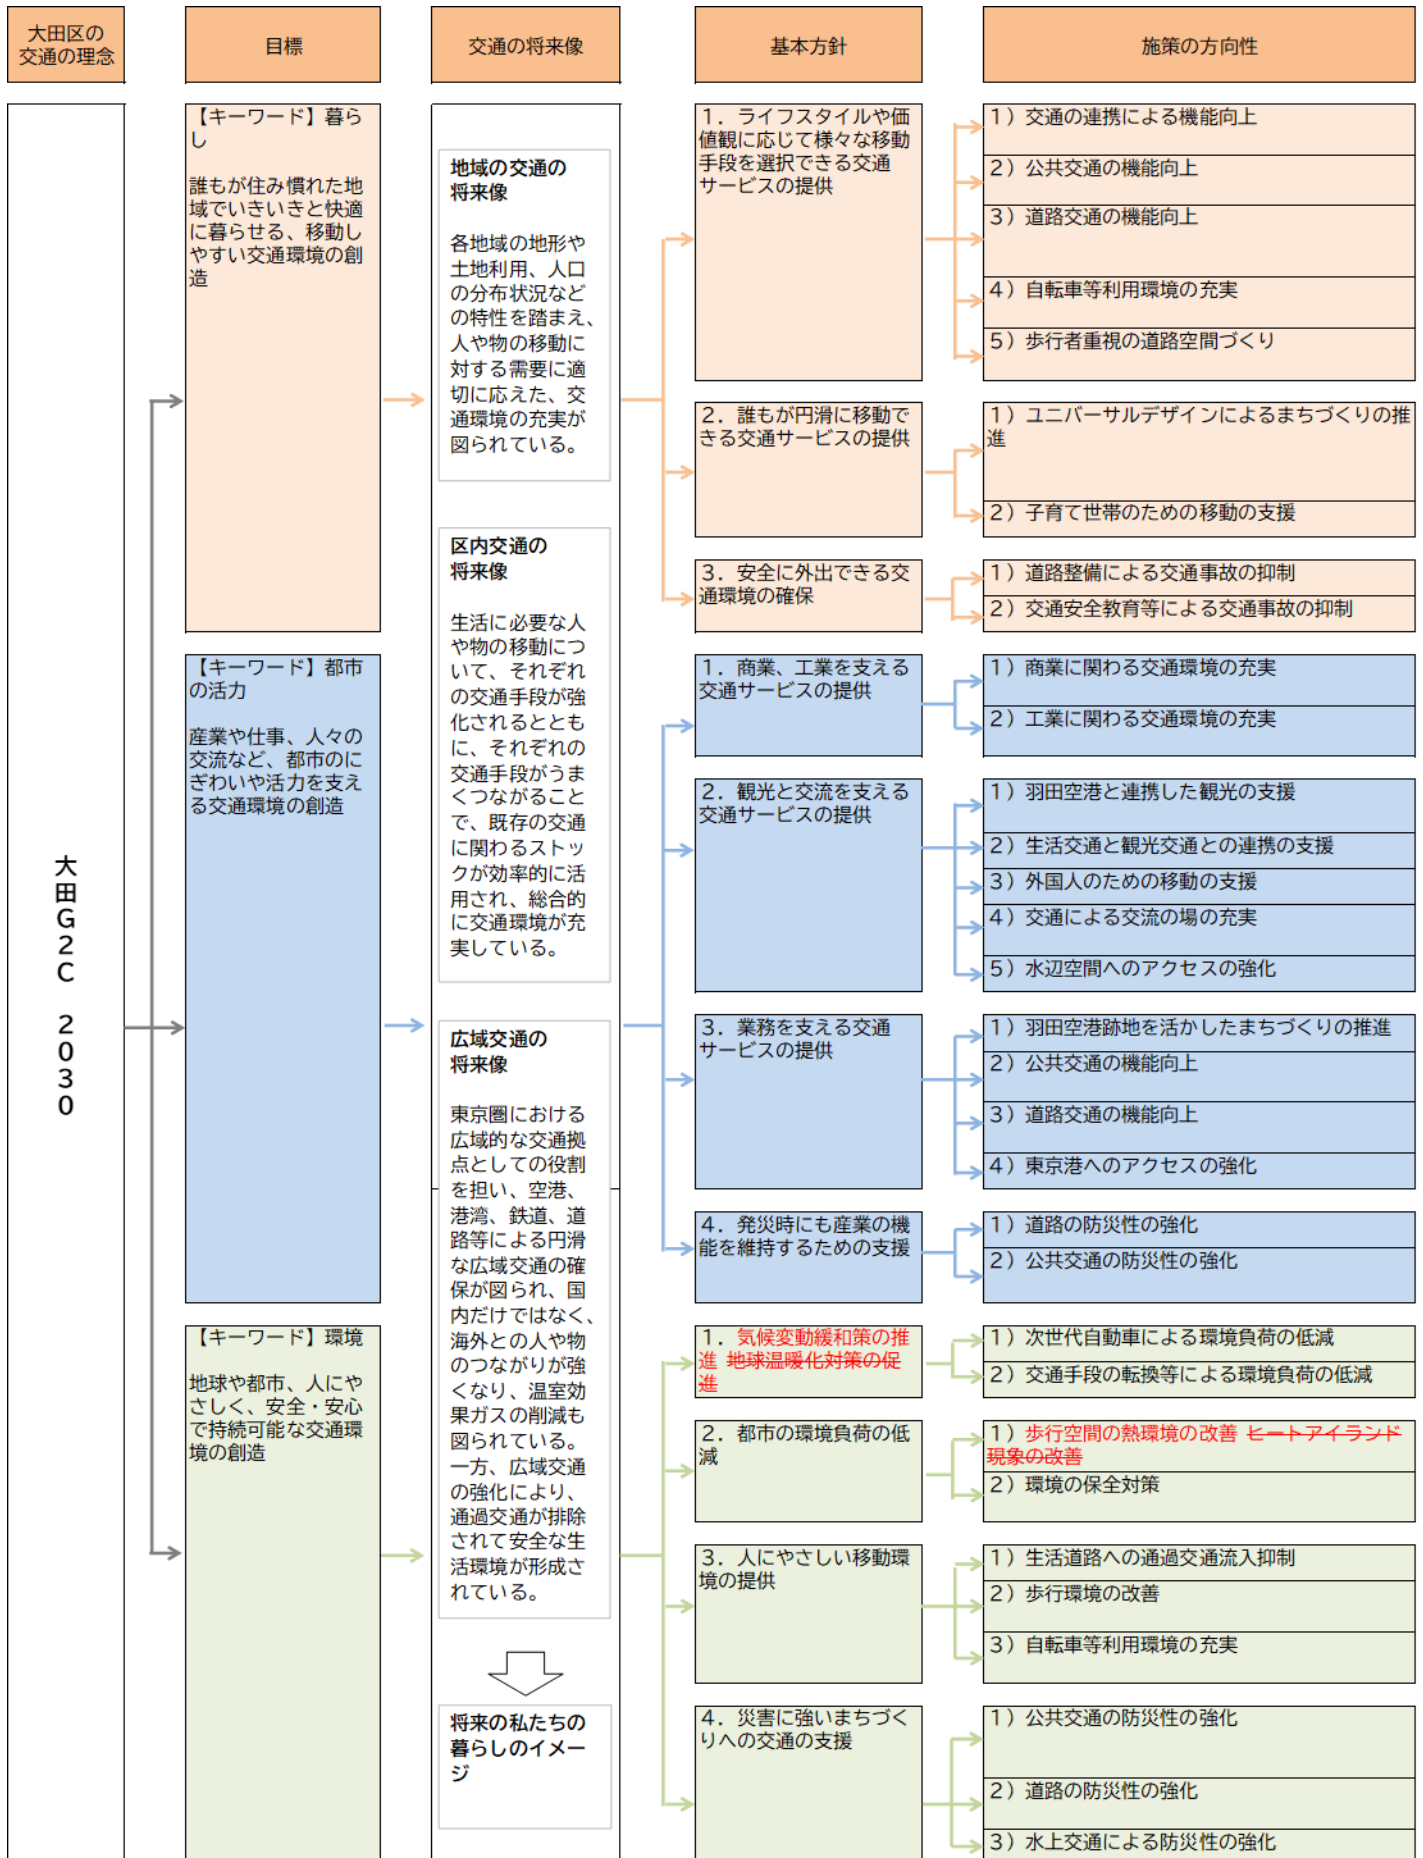 大田区の
交通の理念
目標
交通の将来像
基本方針
施策の方向性
大田G2C 2030
【キーワード】暮ら
し
誰もが住み慣れた地
域でいきいきと快適
に暮らせる、移動し
やすい交通環境の創
造
【キーワード】都市
の活力
産業や仕事、人々の
交流など、都市のに
ぎわいや活力を支え
る交通環境の創造
【キーワード】環境
地球や都市、人にや
さしく、安全・安心
で持続可能な交通環
境の創造
地域の交通の
将来像
各地域の地形や
土地利用、人口
の分布状況など
の特性を踏まえ、
人や物の移動に
対する需要に適
切に応えた、交
通環境の充実が
図られている。
区内交通の
将来像
生活に必要な人
や物の移動につ
いて、それぞれ
の交通手段が強
化されるととも
に、それぞれの
交通手段がうま
くつながること
で、既存の交通
に関わるストッ
クが効率的に活
用され、総合的
に交通環境が充
実している。
広域交通の
将来像
東京圏における
広域的な交通拠
点としての役割
を担い、空港、
港湾、鉄道、道
路等による円滑
な広域交通の確
保が図られ、国
内だけではなく、
海外との人や物
のつながりが強
くなり、温室効
果ガスの削減も
図られている。
一方、広域交通
の強化により、
通過交通が排除
されて安全な生
活環境が形成さ
れている。
将来の私たちの
暮らしのイメー
ジ
1．ライフスタイルや価
値観に応じて様々な移動
手段を選択できる交通
サービスの提供
1）交通の連携による機能向上
2）公共交通の機能向上
3）道路交通の機能向上
4）自転車等利用環境の充実
5）歩行者重視の道路空間づくり
2．誰もが円滑に移動で
きる交通サービスの提供
1）ユニバーサルデザインによるまちづくりの推
進
2）子育て世帯のための移動の支援
3．安全に外出できる交
通環境の確保
1）道路整備による交通事故の抑制
2）交通安全教育等による交通事故の抑制
1．商業、工業を支える
交通サービスの提供
1）商業に関わる交通環境の充実
2）工業に関わる交通環境の充実
2．観光と交流を支える
交通サービスの提供
1）羽田空港と連携した観光の支援
2）生活交通と観光交通との連携の支援
3）外国人のための移動の支援
4）交通による交流の場の充実
5）水辺空間へのアクセスの強化
3．業務を支える交通
サービスの提供
1）羽田空港跡地を活かしたまちづくりの推進
2）公共交通の機能向上
3）道路交通の機能向上
4）東京港へのアクセスの強化
4．発災時にも産業の機
能を維持するための支援
1）道路の防災性の強化
2）公共交通の防災性の強化
1．気候変動緩和策の推
進 地球温暖化対策の促
進
1）次世代自動車による環境負荷の低減
2）交通手段の転換等による環境負荷の低減
2．都市の環境負荷の低
減
1）歩行空間の熱環境の改善 ヒートアイランド
現象の改善
2）環境の保全対策
3．人にやさしい移動環
境の提供
1）生活道路への通過交通流入抑制
2）歩行環境の改善
3）自転車等利用環境の充実
4．災害に強いまちづく
りへの交通の支援
1）公共交通の防災性の強化
2）道路の防災性の強化
3）水上交通による防災性の強化